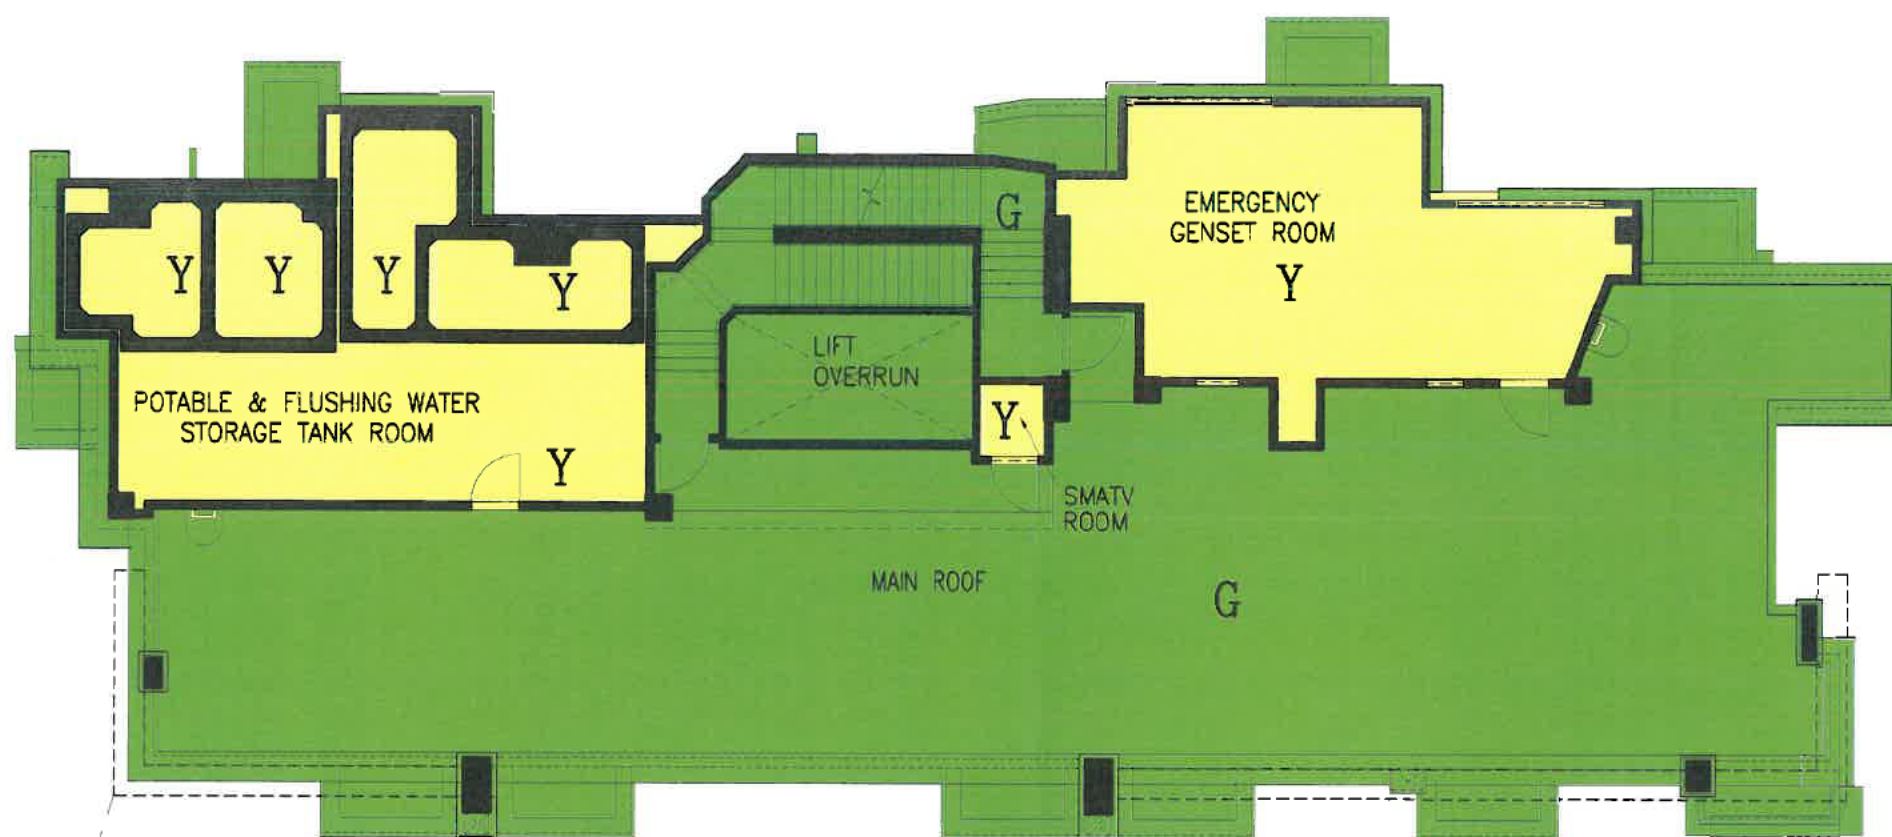 G
EMERGENCY
GENSET ROOM
Y
Y
Y
Y
Y
LIFT
OVERRUN
POTABLE & FLUSHING WATER
STORAGE TANK ROOM
Y
Y
SMATV
ROOM
MAIN ROOF
G